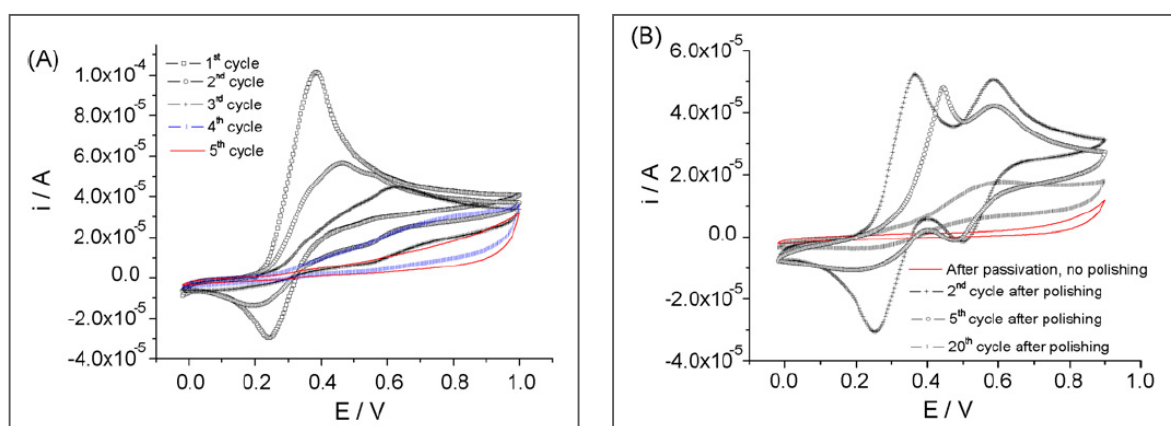 (A)
1st cycle
2nd cycle
3rd cycle
4th cycle
5th cycle
1.0x10-4
8.0x10-5
6.0x10-5
4.0x10-5
2.0x10-5
0.0
-2.0x10-5
-4.0x10-5
i / A
0.0 0.2 0.4 0.6 0.8 1.0
E / V
(B)
6.0x10-5
4.0x10-5
2.0x10-5
0.0
-2.0x10-5
-4.0x10-5
i / A
After passivation, no polishing
2nd cycle after polishing
5th cycle after polishing
20th cycle after polishing
0.0 0.2 0.4 0.6 0.8 1.0
E / V